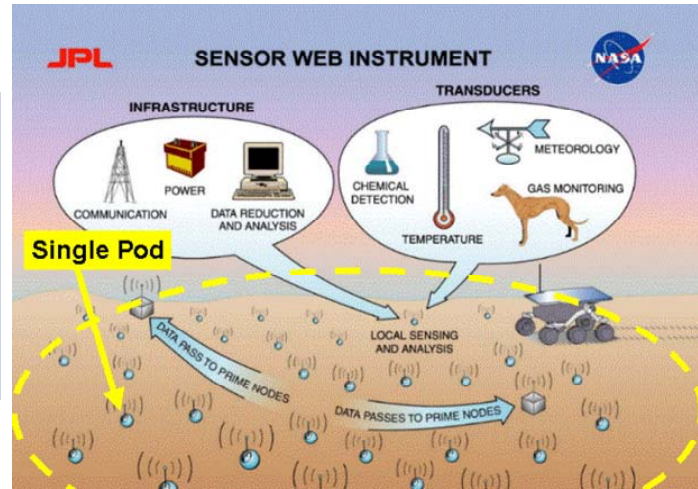 JPL
SENSOR WEB INSTRUMENT
NASA
INFRASTRUCTURE
TRANSDUCERS
COMMUNICATION
POWER
DATA REDUCTION
AND ANALYSIS
CHEMICAL
DETECTION
TEMPERATURE
METEOROLOGY
GAS MONITORING
Single Pod
LOCAL SENSING
AND ANALYSIS
DATA PASS TO PRIME NODES
DATA PASSES TO PRIME NODES